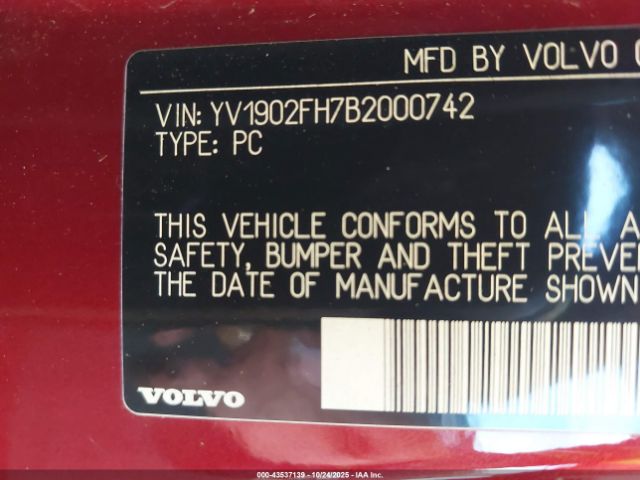 MFD BY VOLVO
VIN: YV1902FH7B2000742
TYPE: PC
THIS VEHICLE CONFORMS TO ALL
SAFETY, BUMPER AND THEFT
THE DATE OF MANUFACTURE SHOWN
VOLVO
000-43537139 - 10/24/2025 - IAA Inc.